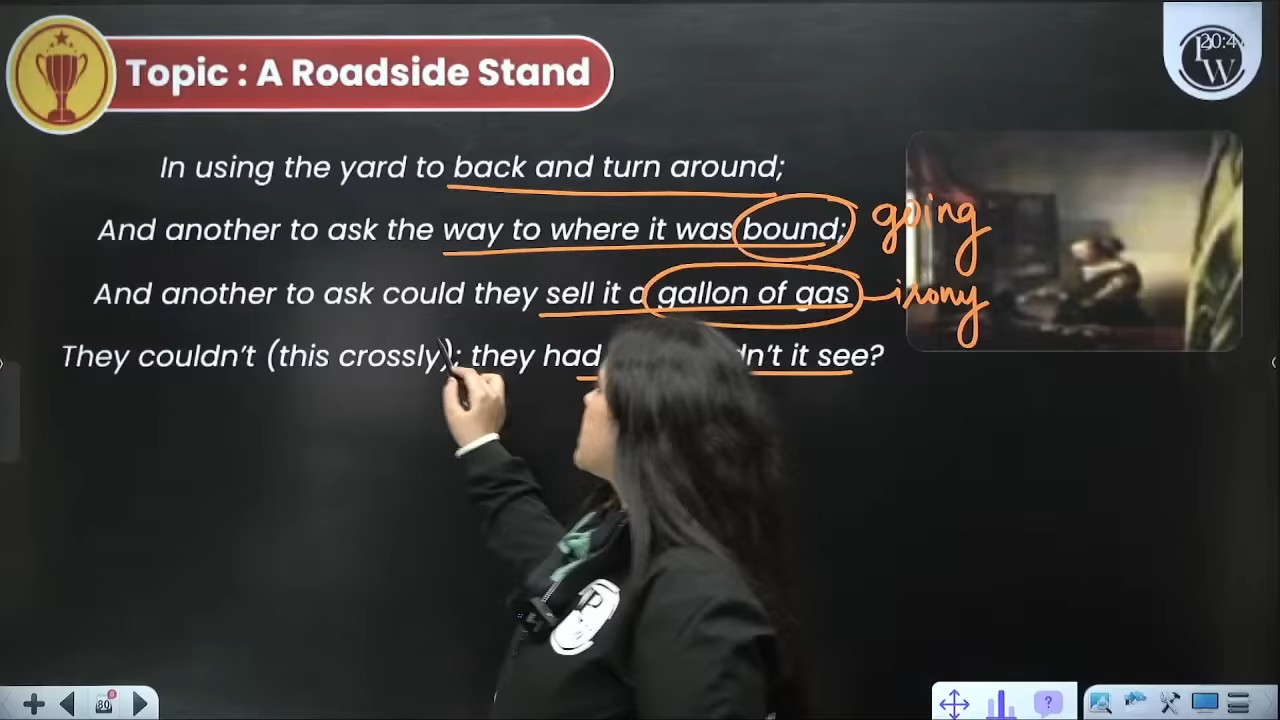 Topic : A Roadside Stand
20:4
PW
In using the yard to back and turn around;
And another to ask the way to where it was bound; going
And another to ask could they sell it a gallon of gas irony
They couldn't (this crossly); they had it see?
80